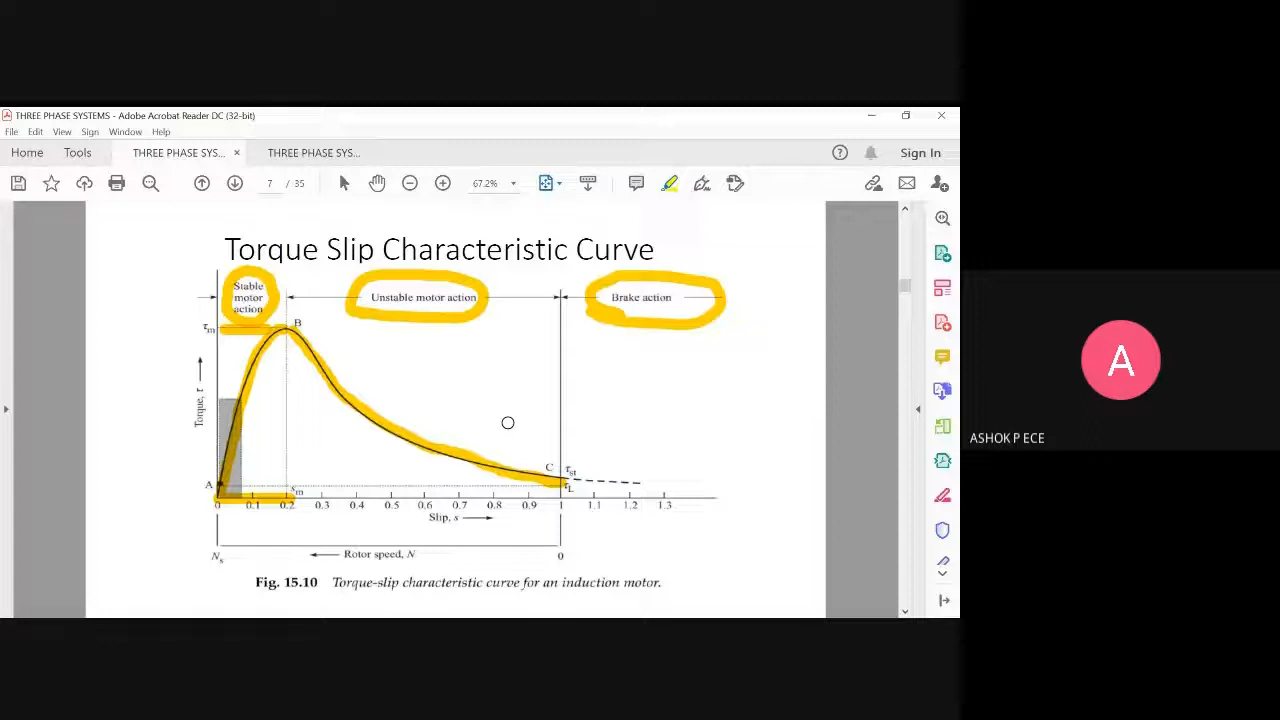 THREE PHASE SYSTEMS - Adobe Acrobat Reader DC (32-bit)
File Edit View Sign Window Help
Home Tools THREE PHASE SYS... × THREE PHASE SYS... Sign In
7 / 35 67.2%
Torque Slip Characteristic Curve
Stable
motor
action
Unstable motor action
Brake action
τm
B
Torque, τ
A
sm
C
τst
τL
0 0.1 0.2 0.3 0.4 0.5 0.6 0.7 0.8 0.9 1 1.1 1.2 1.3
Slip, s
Rotor speed, N
Ns
0
Fig. 15.10 Torque-slip characteristic curve for an induction motor.
A
ASHOK P ECE